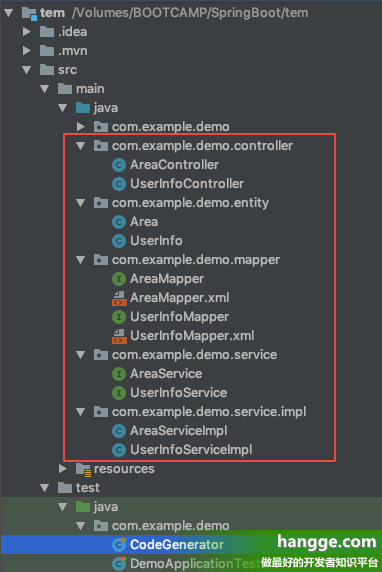 tem /Volumes/BOOTCAMP/SpringBoot/tem
.idea
.mvn
src
main
java
com.example.demo
com.example.demo.controller
AreaController
UserInfoController
com.example.demo.entity
Area
UserInfo
com.example.demo.mapper
AreaMapper
AreaMapper.xml
UserInfoMapper
UserInfoMapper.xml
com.example.demo.service
AreaService
UserInfoService
com.example.demo.service.impl
AreaServiceImpl
UserInfoServiceImpl
resources
test
java
com.example.demo
CodeGenerator
DemoApplicationTest
hangge.com
做最好的开发者知识平台